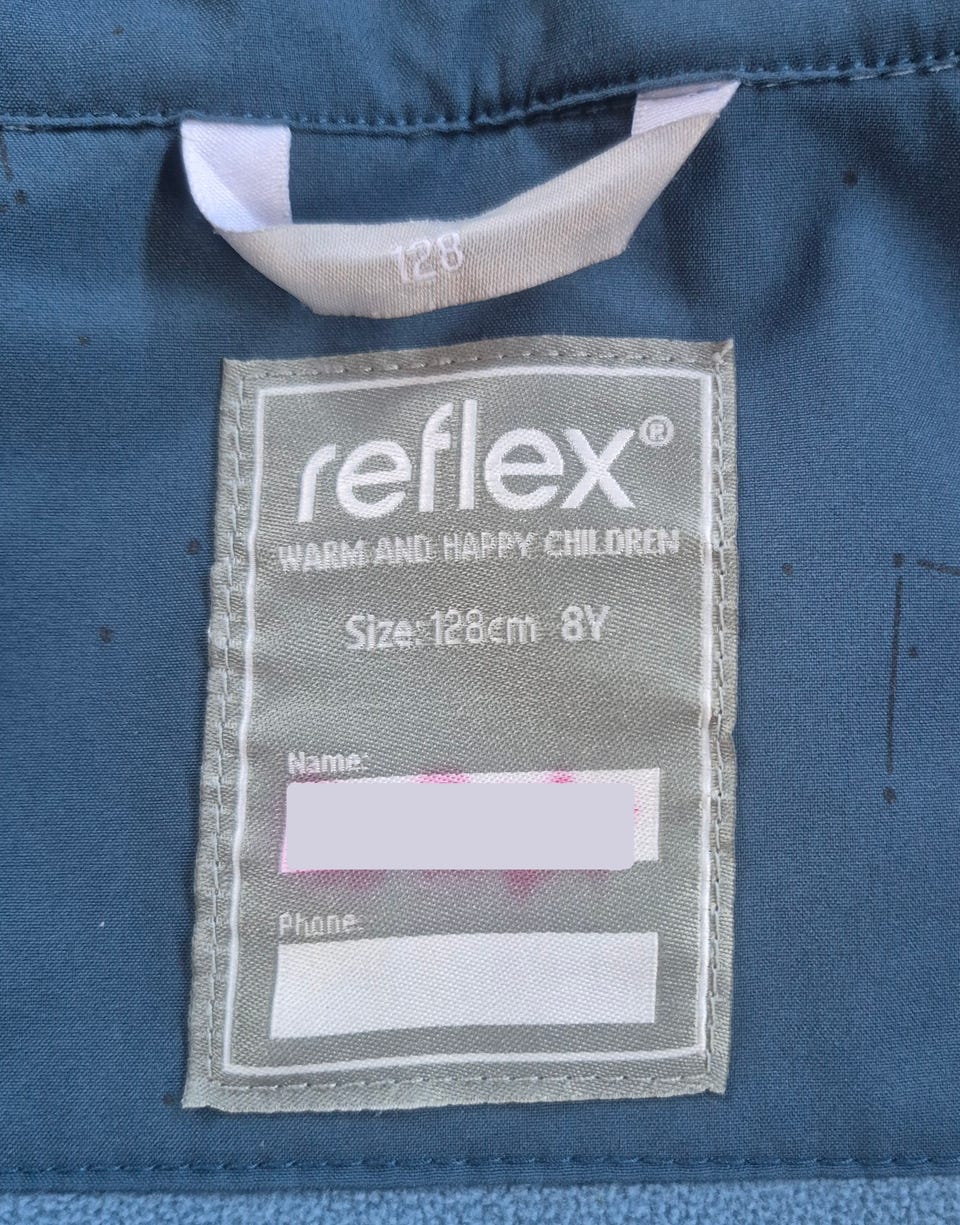 128
reflex®
WARM AND HAPPY CHILDREN
Size: 128cm 8Y
Name:
Phone: